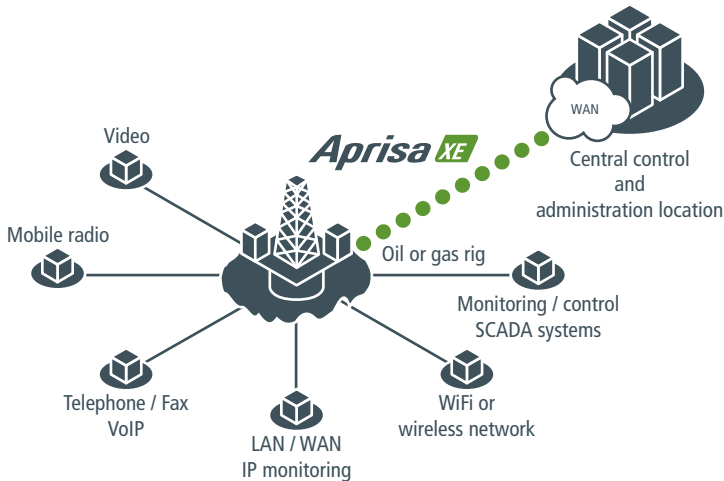 Aprisa XE
WAN
Central control
and
administration location
Video
Mobile radio
Oil or gas rig
Monitoring / control
SCADA systems
Telephone / Fax
VoIP
LAN / WAN
IP monitoring
WiFi or
wireless network